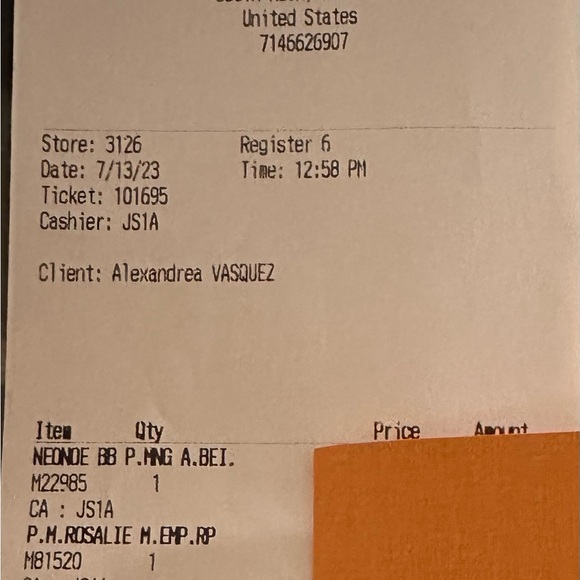 United States
7146626907
Store: 3126 Register 6
Date: 7/13/23 Time: 12:58 PM
Ticket: 101695
Cashier: JS1A
Client: Alexandrea VASQUEZ
Item Qty Price Amount
NEONOE BB P.MNG A.BEI.
M22985 1
CA : JS1A
P.M.ROSALIE M.EMP.RP
M81520 1